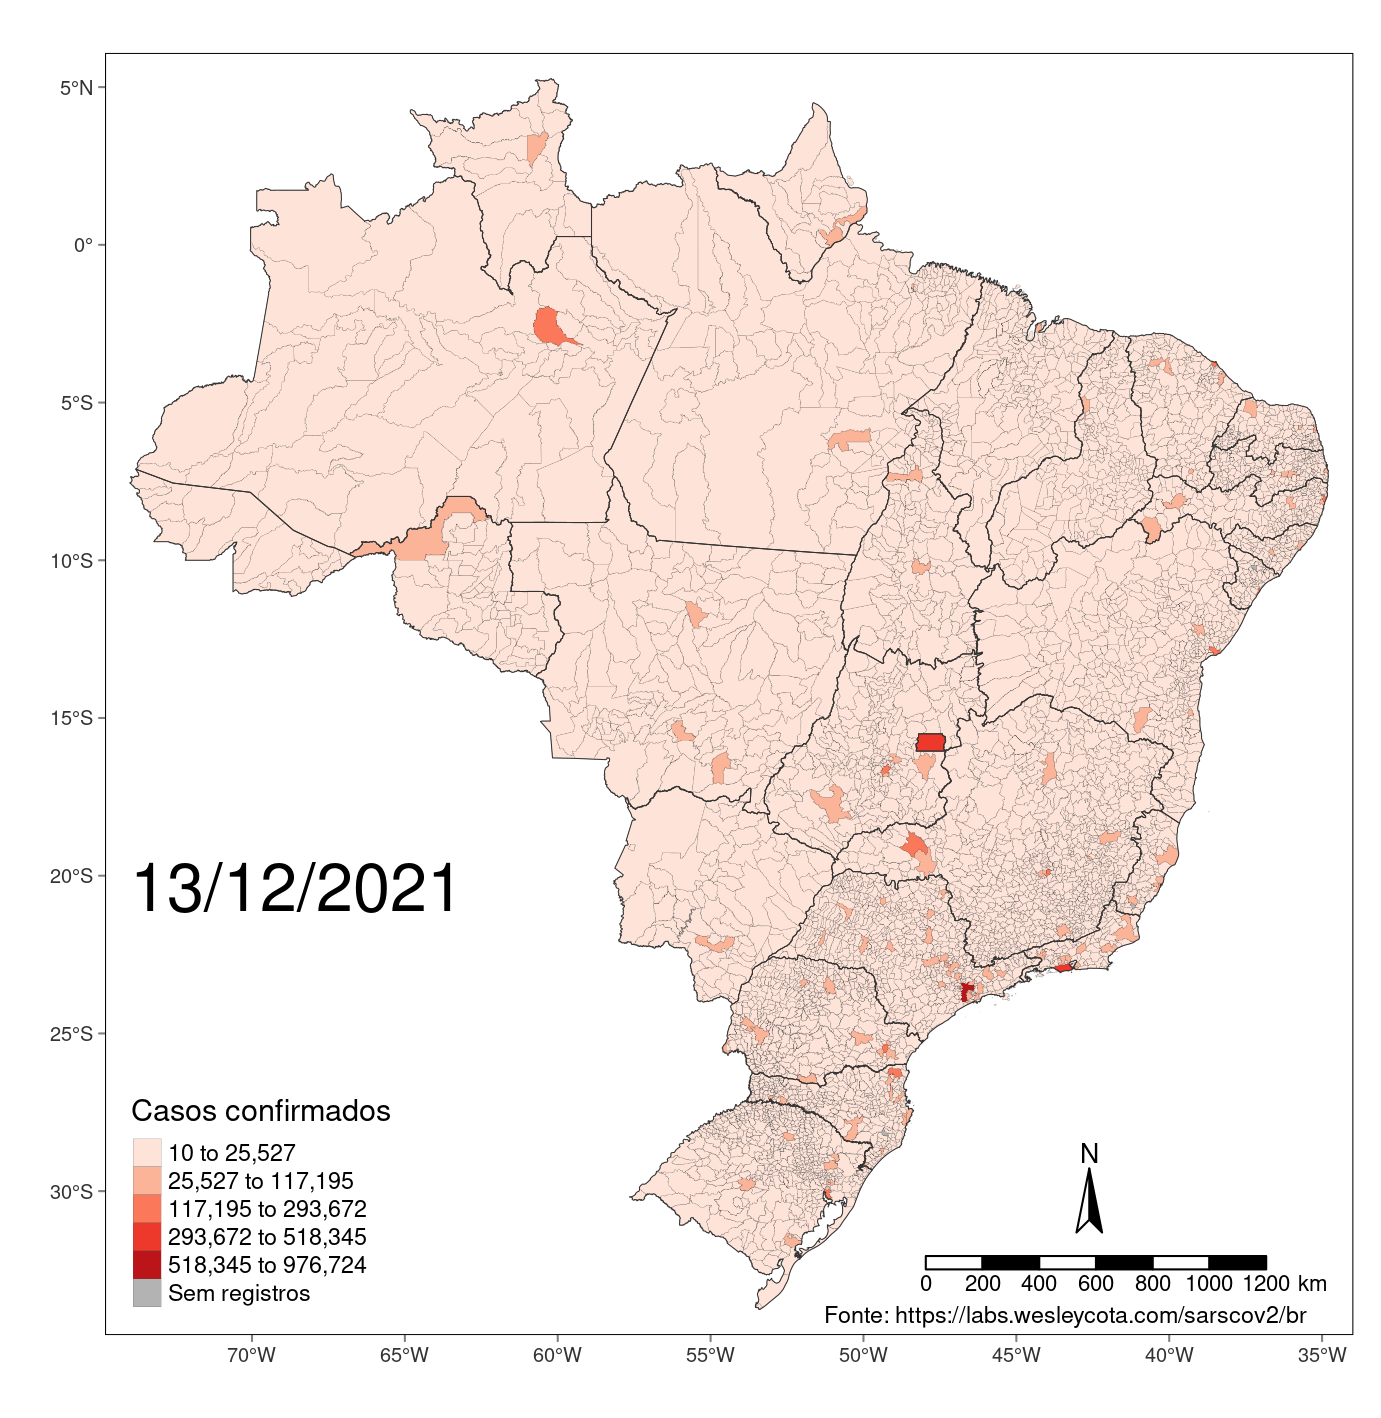 5°N
0°
5°S
10°S
15°S
20°S
25°S
30°S
13/12/2021
Casos confirmados
10 to 25,527
25,527 to 117,195
117,195 to 293,672
293,672 to 518,345
518,345 to 976,724
Sem registros
N
0 200 400 600 800 1000 1200 km
Fonte: https://labs.wesleycota.com/sarscov2/br
70°W 65°W 60°W 55°W 50°W 45°W 40°W 35°W